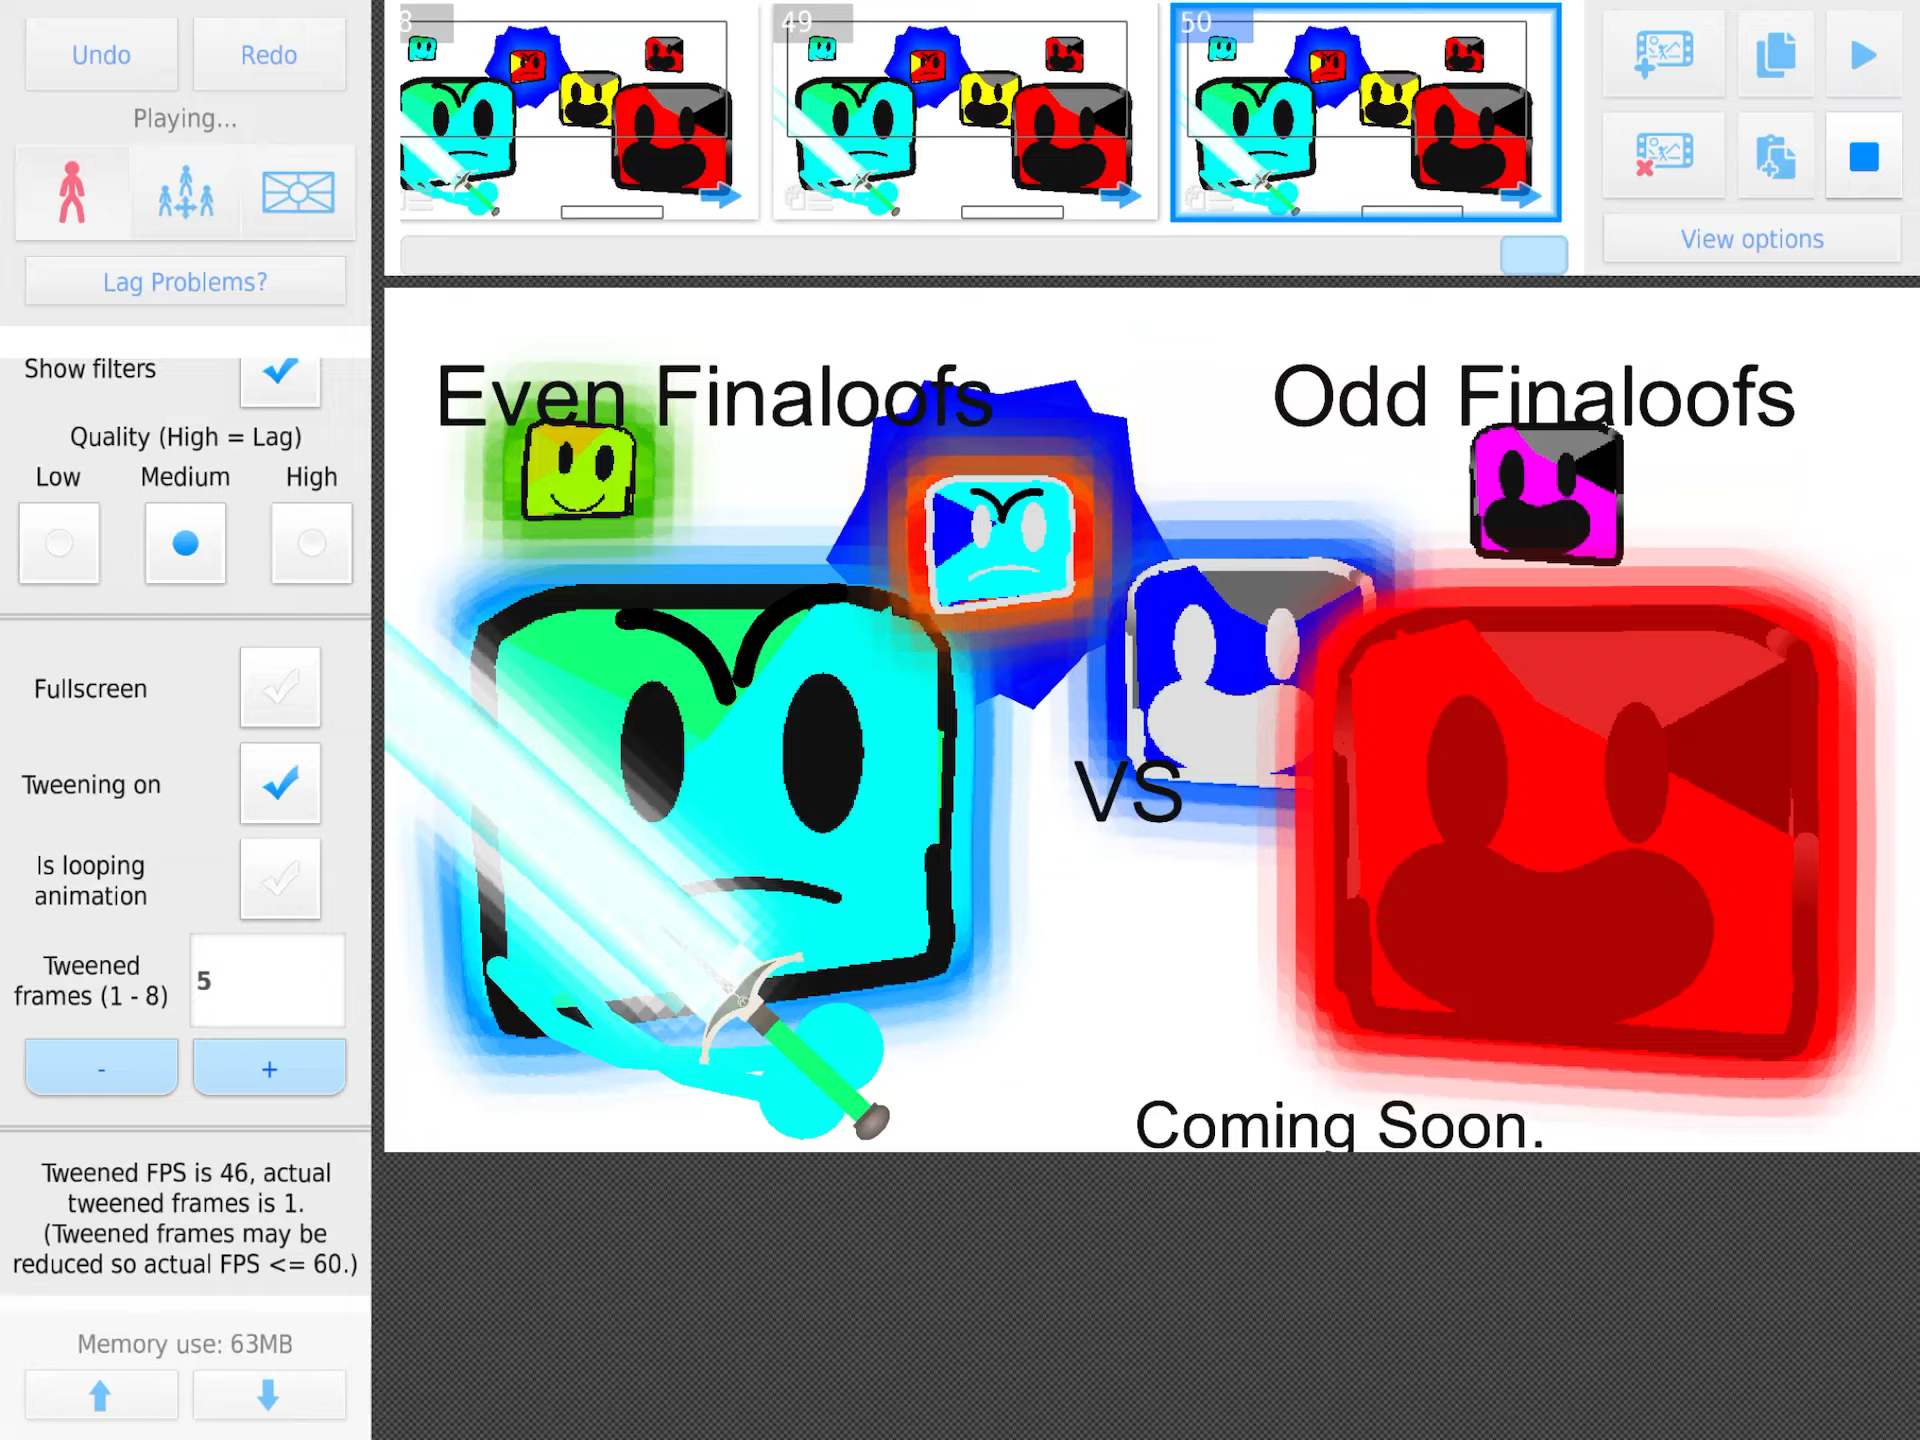 Undo
Redo
Playing...
Lag Problems?
Show filters
Quality (High = Lag)
Low
Medium
High
Fullscreen
Tweening on
Is looping
animation
Tweened
frames (1 - 8)
5
-
+
Tweened FPS is 46, actual
tweened frames is 1.
(Tweened frames may be
reduced so actual FPS <= 60.)
Memory use: 63MB
8
49
50
View options
Even Finaloofs
Odd Finaloofs
VS
Coming Soon.